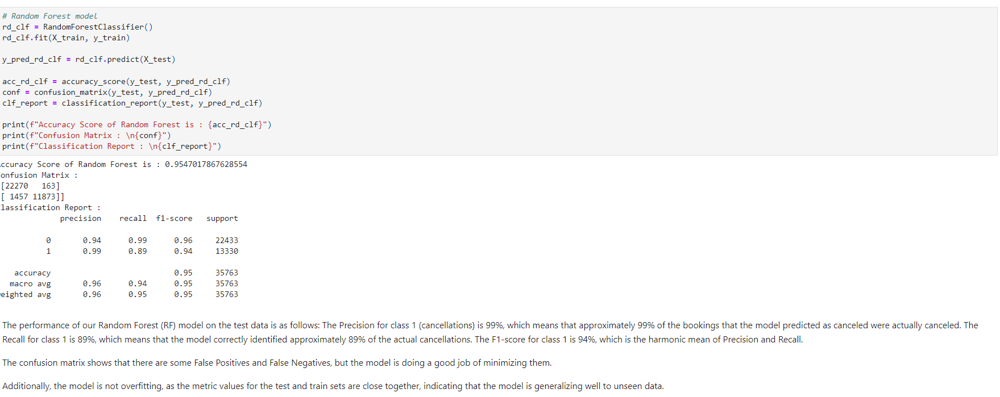 # Random Forest model
rd_clf = RandomForestClassifier()
rd_clf.fit(X_train, y_train)
y_pred_rd_clf = rd_clf.predict(X_test)
acc_rd_clf = accuracy_score(y_test, y_pred_rd_clf)
conf = confusion_matrix(y_test, y_pred_rd_clf)
clf_report = classification_report(y_test, y_pred_rd_clf)
print(f"Accuracy Score of Random Forest is : {acc_rd_clf}")
print(f"Confusion Matrix : \n{conf}")
print(f"Classification Report : \n{clf_report}")
ccuracy Score of Random Forest is : 0.9547017867628554
onfusion Matrix :
[22270   163]
[ 1457 11873]]
lassification Report :
precision    recall  f1-score   support
0       0.94      0.99      0.96     22433
1       0.99      0.89      0.94     13330
accuracy                           0.95     35763
macro avg       0.96      0.94      0.95     35763
eighted avg       0.96      0.95      0.95     35763
The performance of our Random Forest (RF) model on the test data is as follows: The Precision for class 1 (cancellations) is 99%, which means that approximately 99% of the bookings that the model predicted as canceled were actually canceled. The
Recall for class 1 is 89%, which means that the model correctly identified approximately 89% of the actual cancellations. The F1-score for class 1 is 94%, which is the harmonic mean of Precision and Recall.
The confusion matrix shows that there are some False Positives and False Negatives, but the model is doing a good job of minimizing them.
Additionally, the model is not overfitting, as the metric values for the test and train sets are close together, indicating that the model is generalizing well to unseen data.